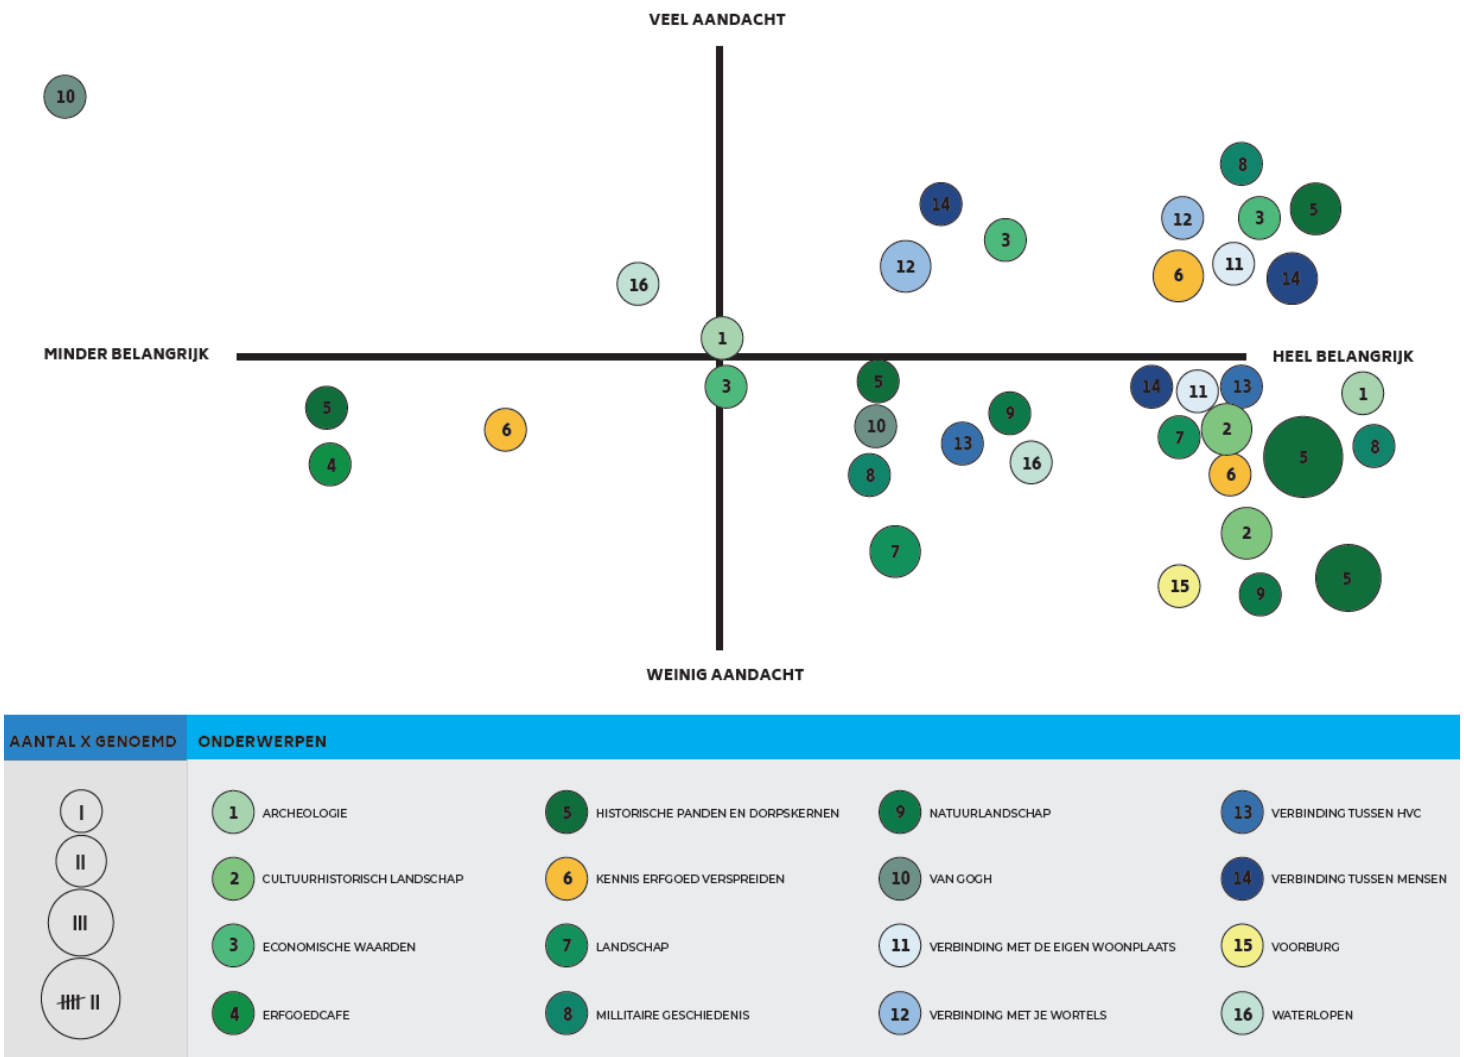 VEEL AANDACHT
10
8
14
12
3
5
3
12
11
6
14
16
1
MINDER BELANGRIJK
HEEL BELANGRIJK
3
5
14
11
13
1
5
9
10
6
2
7
13
8
5
4
16
8
6
2
7
15
9
5
WEINIG AANDACHT
AANTAL X GENOEMD
ONDERWERPEN
I
II
III
IIII II
1 ARCHEOLOGIE
5 HISTORISCHE PANDEN EN DORPSKERNEN
9 NATUURLANDSCHAP
13 VERBINDING TUSSEN HVC
2 CULTUURHISTORISCH LANDSCHAP
6 KENNIS ERFGOED VERSPREIDEN
10 VAN GOGH
14 VERBINDING TUSSEN MENSEN
3 ECONOMISCHE WAARDEN
7 LANDSCHAP
11 VERBINDING MET DE EIGEN WOONPLAATS
15 VOORBURG
4 ERFGOEDCAFE
8 MILLITAIRE GESCHIEDENIS
12 VERBINDING MET JE WORTELS
16 WATERLOPEN